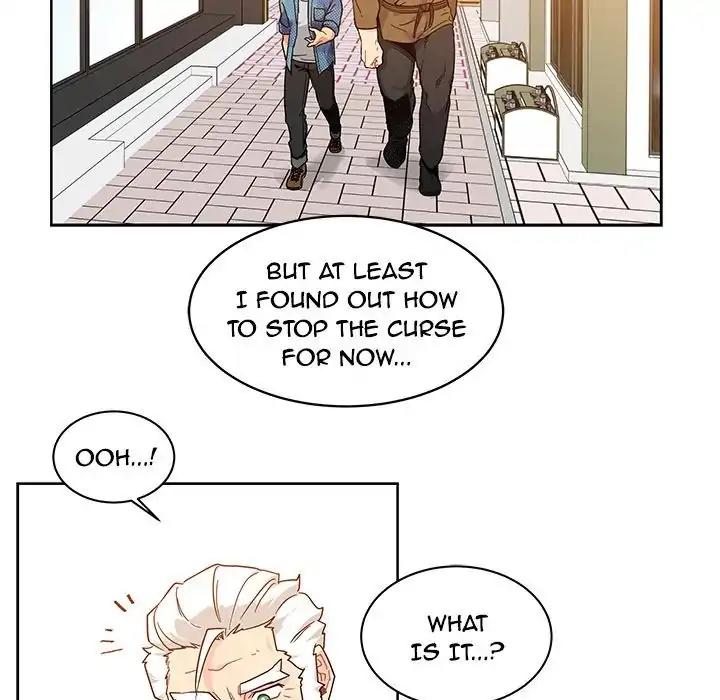 BUT AT LEAST
I FOUND OUT HOW
TO STOP THE CURSE
FOR NOW...
OOH...!
WHAT
IS IT...?